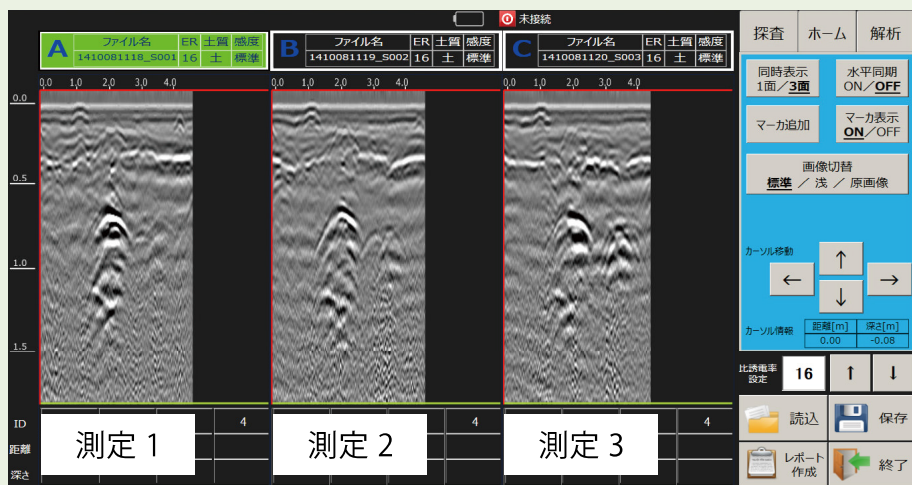 未接続
A
ファイル名 ER 土質 感度
1410081118_S001 16 土 標準
B
ファイル名 ER 土質 感度
1410081119_S002 16 土 標準
C
ファイル名 ER 土質 感度
1410081120_S003 16 土 標準
0.0 1.0 2.0 3.0 4.0
0.0 1.0 2.0 3.0 4.0
0.0 1.0 2.0 3.0 4.0
0.0
0.5
1.0
1.5
ID
距離
深さ
4
4
4
測定 1
測定 2
測定 3
探査
ホーム
解析
同時表示
1面／3面
水平同期
ON／OFF
マーカ追加
マーカ表示
ON／OFF
画像切替
標準 ／ 浅 ／ 原画像
カーソル移動
↑
←
→
↓
カーソル情報
距離[m] 深さ[m]
0.00 -0.08
比誘電率
設定
16
↑
↓
読込
保存
レポート
作成
終了